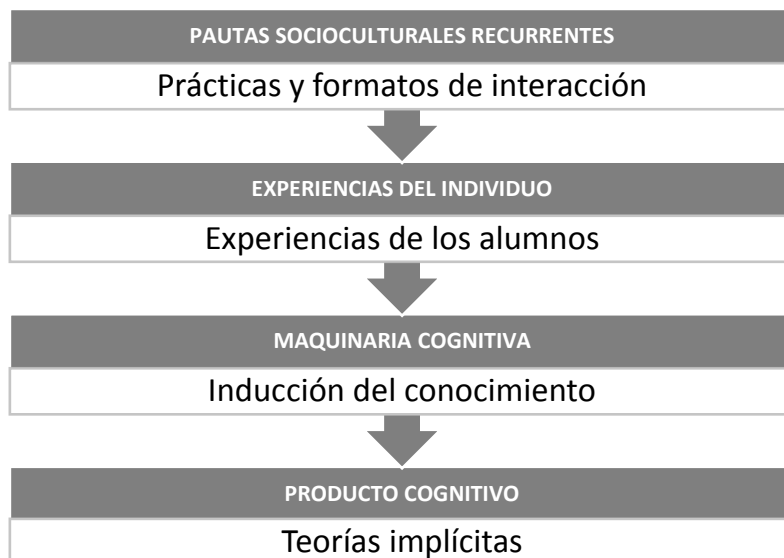 PAUTAS SOCIOCULTURALES RECURRENTES
Prácticas y formatos de interacción
EXPERIENCIAS DEL INDIVIDUO
Experiencias de los alumnos
MAQUINARIA COGNITIVA
Inducción del conocimiento
PRODUCTO COGNITIVO
Teorías implícitas